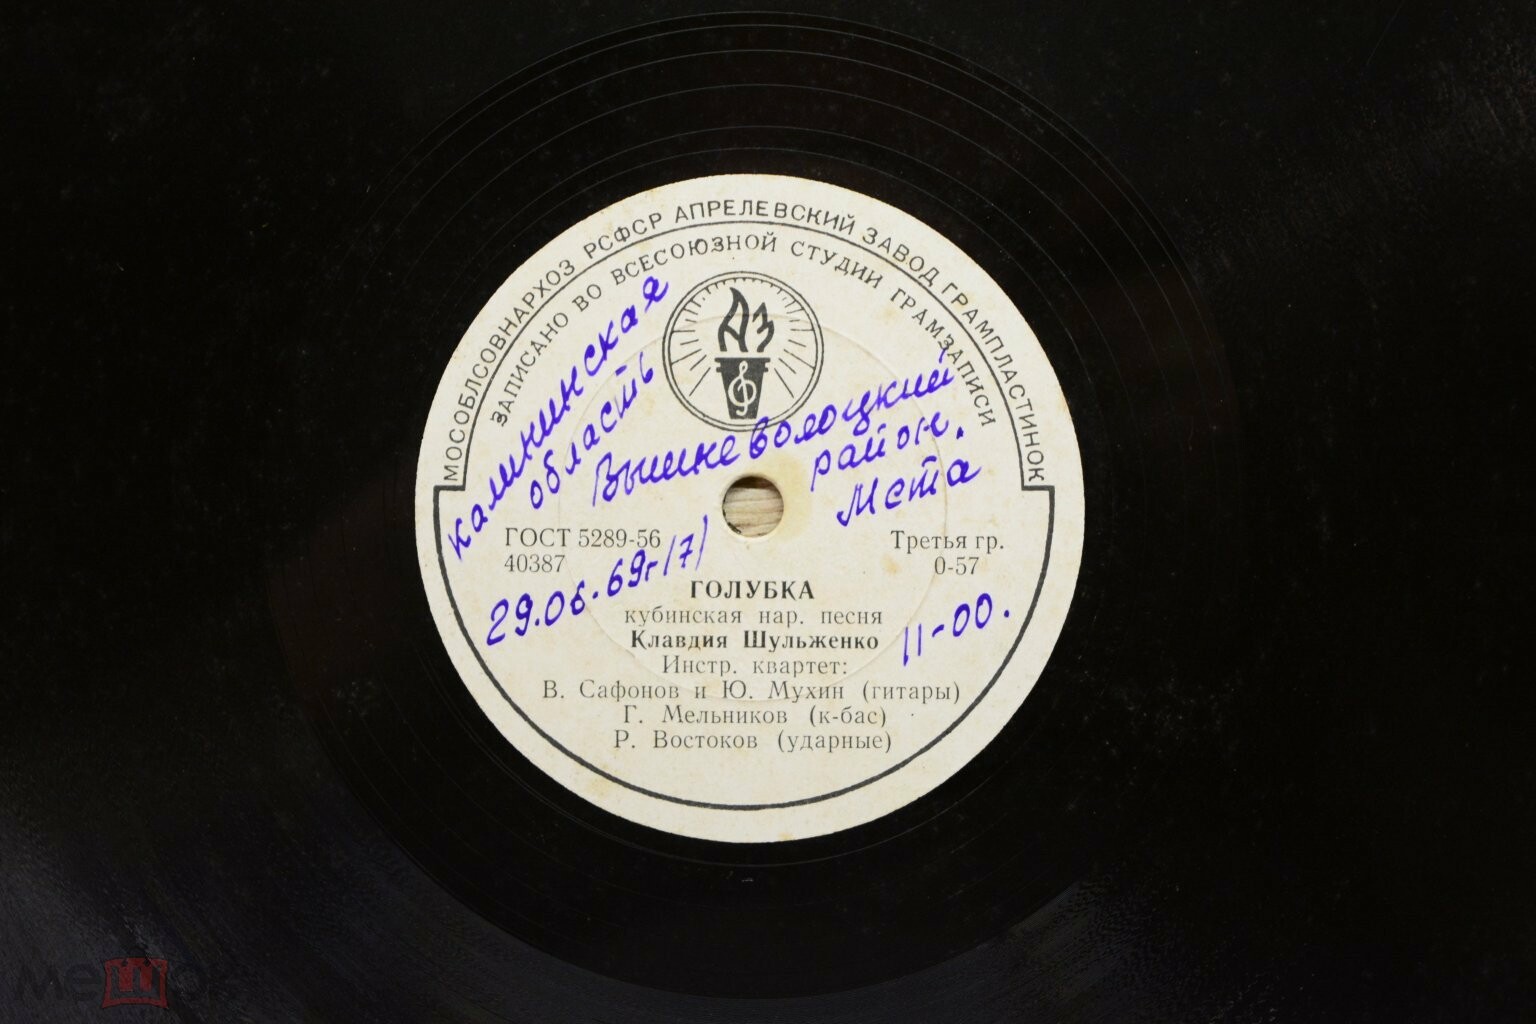 МОСОБЛСОВНАРХОЗ РСФСР АПРЕЛЕВСКИЙ ЗАВОД ГРАМПЛАСТИНОК
ЗАПИСАНО ВО ВСЕСОЮЗНОЙ СТУДИИ ГРАМЗАПИСИ
АЗ
калининская
область
Вышневолоцкий
район.
Мста
ГОСТ 5289-56
40387
Третья гр.
0-57
29.06.69г/7/
11-00.
ГОЛУБКА
кубинская нар. песня
Клавдия Шульженко
Инстр. квартет:
В. Сафонов и Ю. Мухин (гитары)
Г. Мельников (к-бас)
Р. Востоков (ударные)
мешок